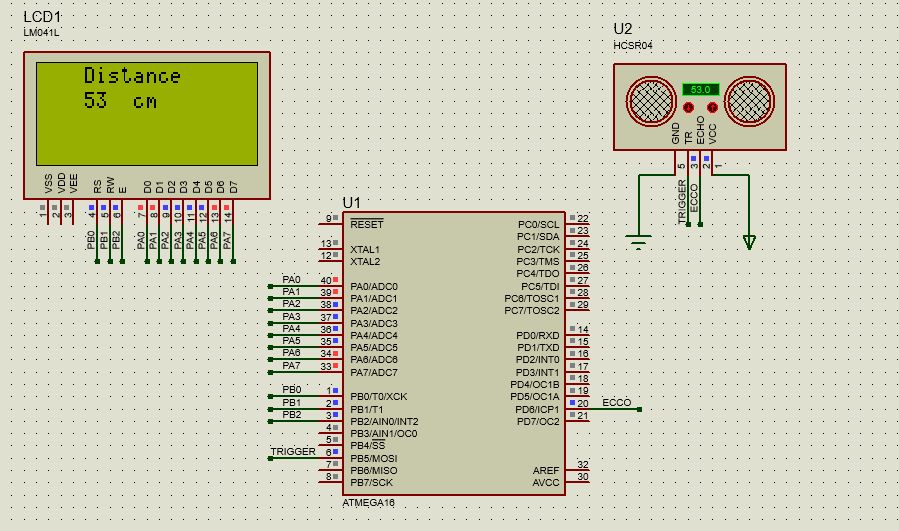 LCD1
LM041L
Distance
53 cm
VSS VDD VEE RS RW E D0 D1 D2 D3 D4 D5 D6 D7
1 2 3 4 5 6 7 8 9 10 11 12 13 14
PB0 PB1 PB2 PA0 PA1 PA2 PA3 PA4 PA5 PA6 PA7
U2
HCSR04
53.0
GND TR ECHO VCC
5 3 2 1
TRIGGER ECCO
U1
9 RESET
13 XTAL1
12 XTAL2
PA0 40 PA0/ADC0
PA1 39 PA1/ADC1
PA2 38 PA2/ADC2
PA3 37 PA3/ADC3
PA4 36 PA4/ADC4
PA5 35 PA5/ADC5
PA6 34 PA6/ADC6
PA7 33 PA7/ADC7
PB0 1 PB0/T0/XCK
PB1 2 PB1/T1
PB2 3 PB2/AIN0/INT2
4 PB3/AIN1/OC0
5 PB4/SS
TRIGGER 6 PB5/MOSI
7 PB6/MISO
8 PB7/SCK
PC0/SCL 22
PC1/SDA 23
PC2/TCK 24
PC3/TMS 25
PC4/TDO 26
PC5/TDI 27
PC6/TOSC1 28
PC7/TOSC2 29
PD0/RXD 14
PD1/TXD 15
PD2/INT0 16
PD3/INT1 17
PD4/OC1B 18
PD5/OC1A 19
PD6/ICP1 20 ECCO
PD7/OC2 21
AREF 32
AVCC 30
ATMEGA16